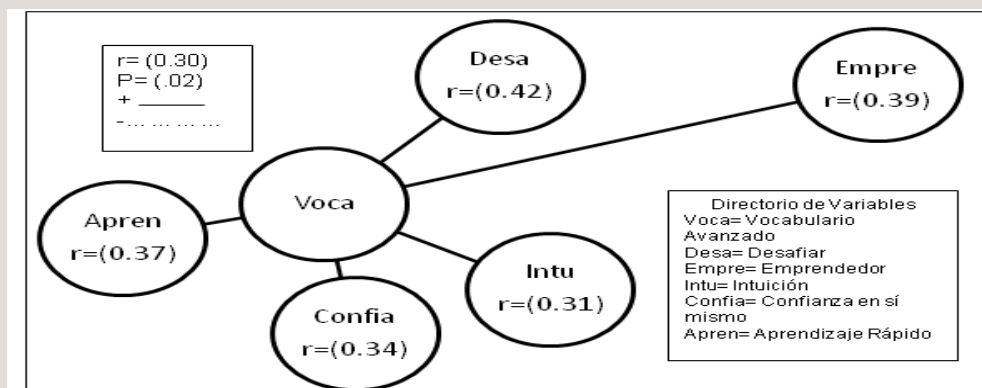 r= (0.30)
P= (.02)
+ ______
-... ... ... ...
Desa
r=(0.42)
Empre
r=(0.39)
Voca
Apren
r=(0.37)
Intu
r=(0.31)
Confia
r=(0.34)
Directorio de Variables
Voca= Vocabulario
Avanzado
Desa= Desafiar
Empre= Emprendedor
Intu= Intuición
Confia= Confianza en sí
mismo
Apren= Aprendizaje Rápido